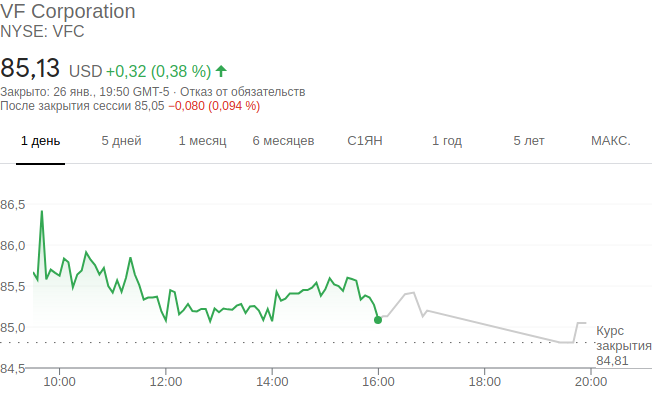 VF Corporation
NYSE: VFC
85,13 USD +0,32 (0,38 %)
Закрыто: 26 янв., 19:50 GMT-5 · Отказ от обязательств
После закрытия сессии 85,05 −0,080 (0,094 %)
1 день 5 дней 1 месяц 6 месяцев С1ЯН 1 год 5 лет МАКС.
86,5
86,0
85,5
85,0
Курс
закрытия
84,81
84,5
10:00 12:00 14:00 16:00 18:00 20:00